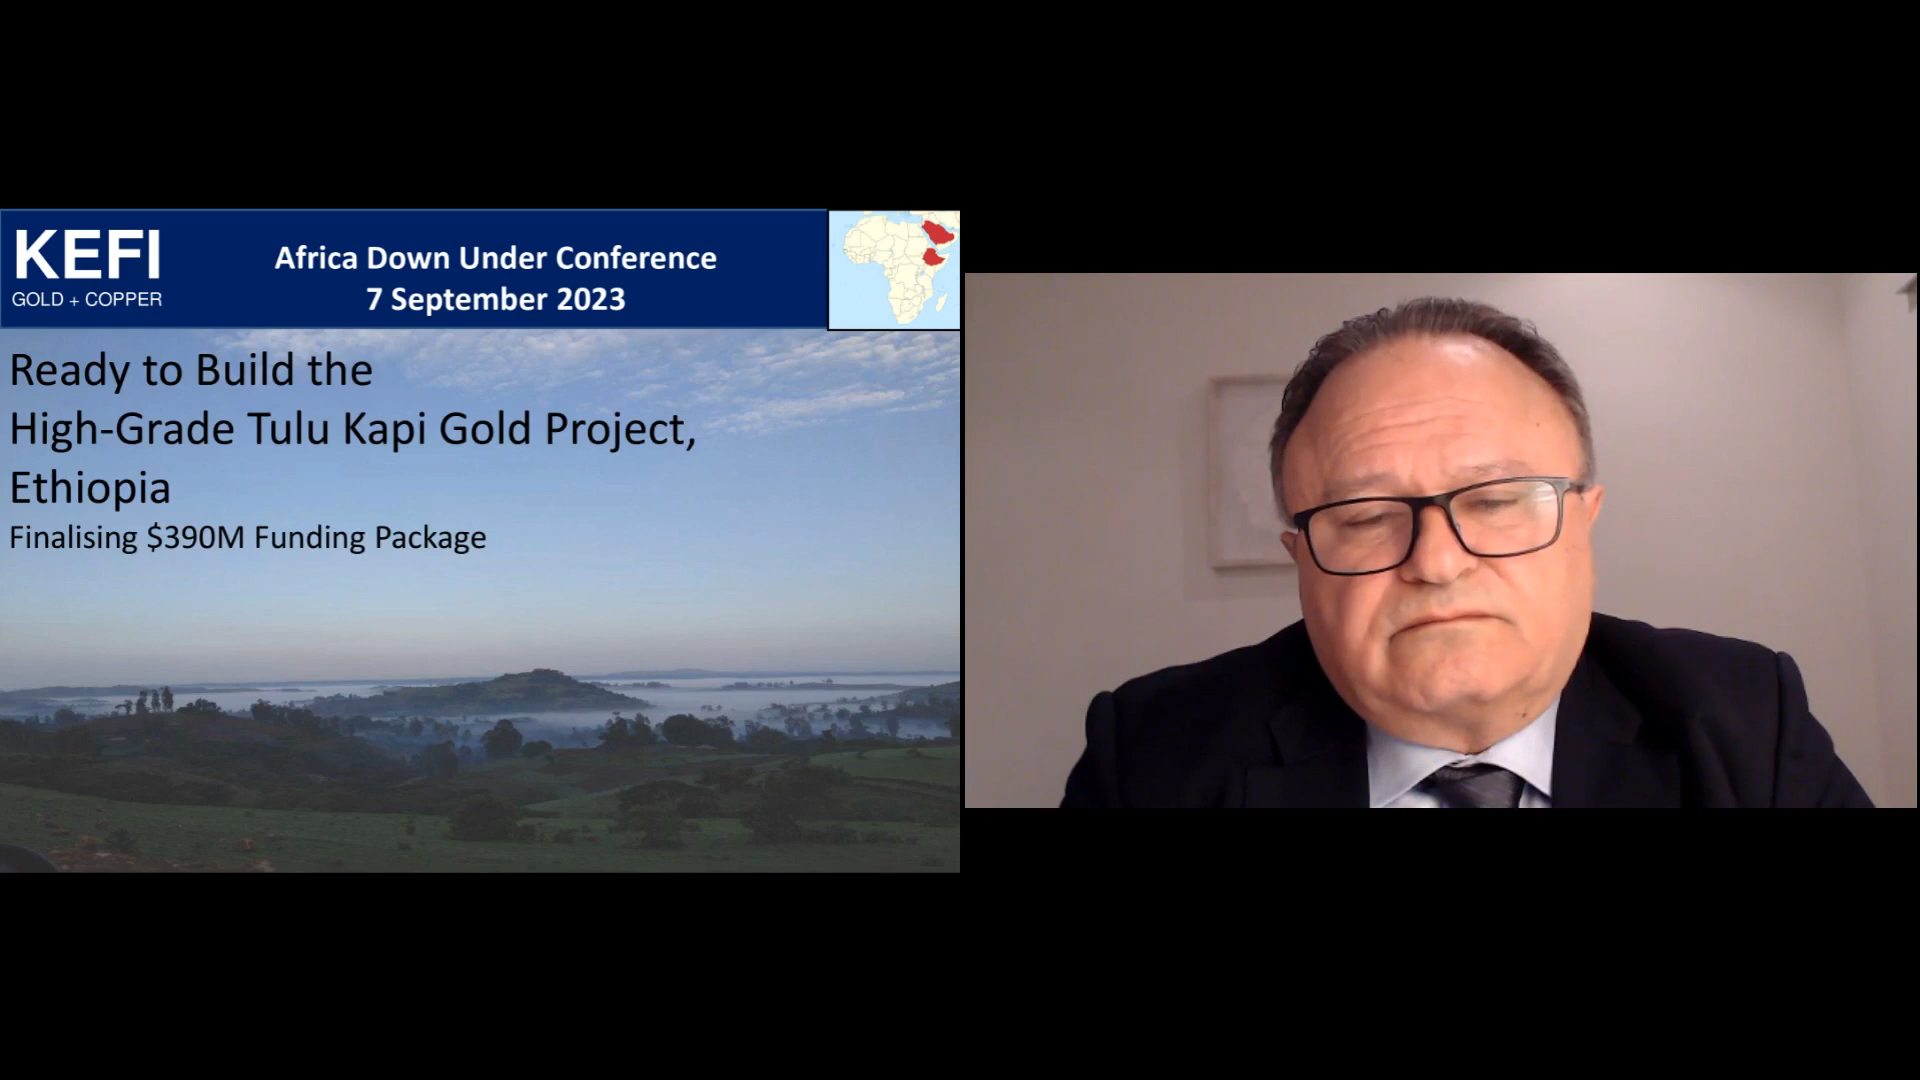 KEFI
GOLD + COPPER
Africa Down Under Conference
7 September 2023
Ready to Build the
High-Grade Tulu Kapi Gold Project,
Ethiopia
Finalising $390M Funding Package